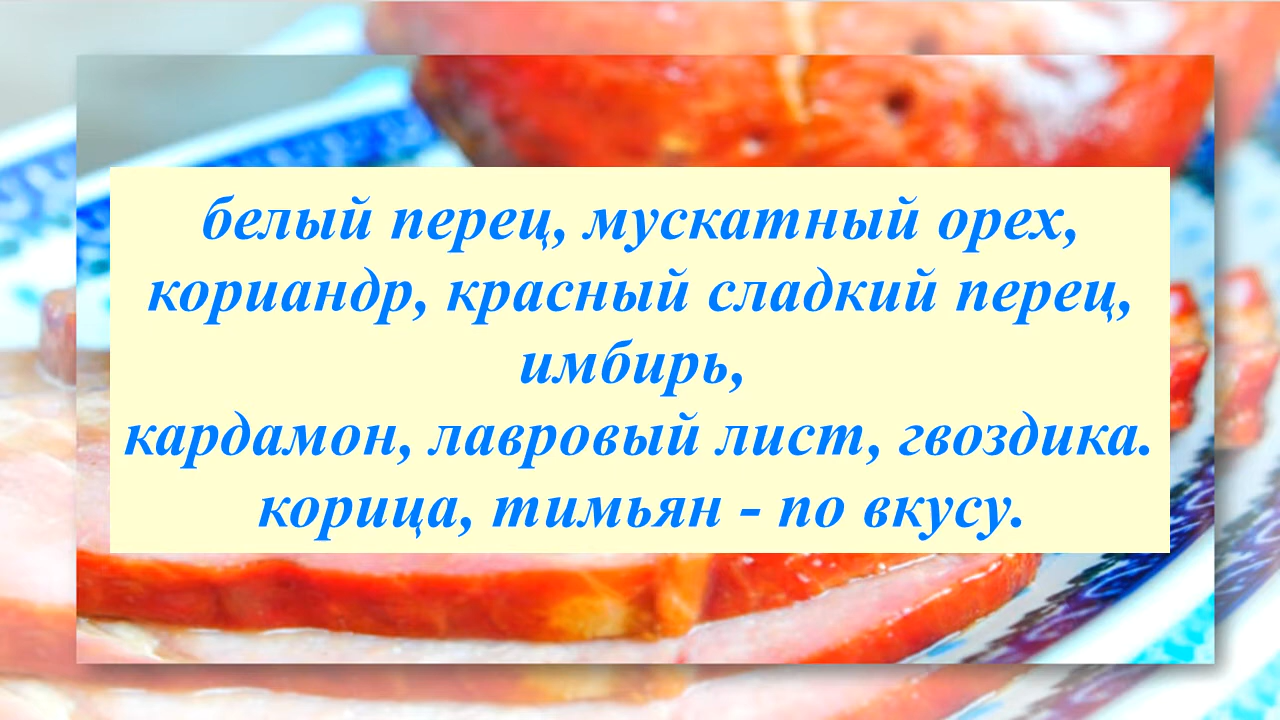 белый перец, мускатный орех,
кориандр, красный сладкий перец,
имбирь,
кардамон, лавровый лист, гвоздика.
корица, тимьян - по вкусу.